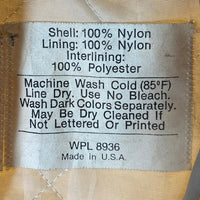 Shell: 100% Nylon
Lining: 100% Nylon
Interlining:
100% Polyester
Machine Wash Cold (85°F)
Line Dry. Use No Bleach.
Wash Dark Colors Separately.
May Be Dry Cleaned If
Not Lettered Or Printed
WPL 8936
Made in U.S.A.